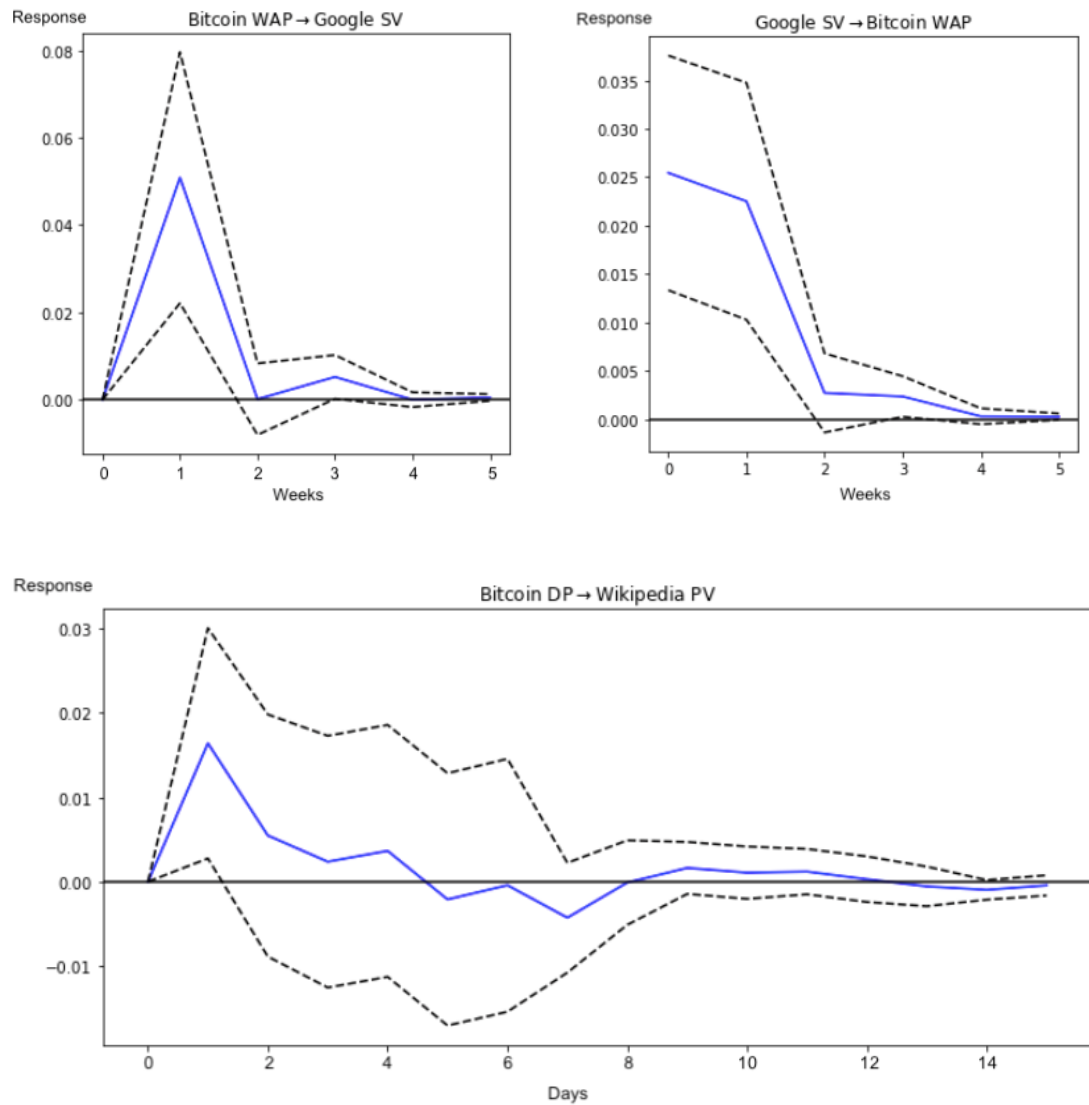 Response
Bitcoin WAP → Google SV
0.08
0.06
0.04
0.02
0.00
0 1 2 3 4 5
Weeks
Response
Google SV → Bitcoin WAP
0.035
0.030
0.025
0.020
0.015
0.010
0.005
0.000
0 1 2 3 4 5
Weeks
Response
Bitcoin DP → Wikipedia PV
0.03
0.02
0.01
0.00
−0.01
0 2 4 6 8 10 12 14
Days